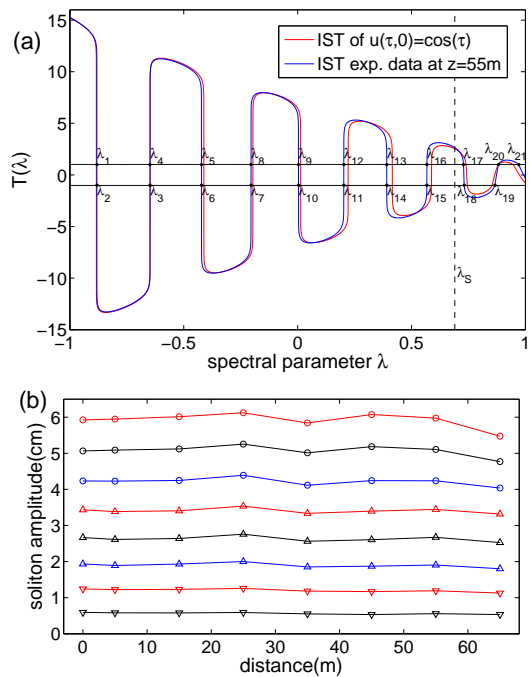 (a)
IST of u(τ,0)=cos(τ)
IST exp. data at z=55m
T(λ)
15
10
5
0
−5
−10
−15
λ1 λ4 λ5 λ8 λ9 λ12 λ13 λ16 λ17 λ20 λ21
λ2 λ3 λ6 λ7 λ10 λ11 λ14 λ15 λ18 λ19
λS
−1 −0.5 0 0.5 1
spectral parameter λ
(b)
soliton amplitude(cm)
6
5
4
3
2
1
0
0 10 20 30 40 50 60
distance(m)